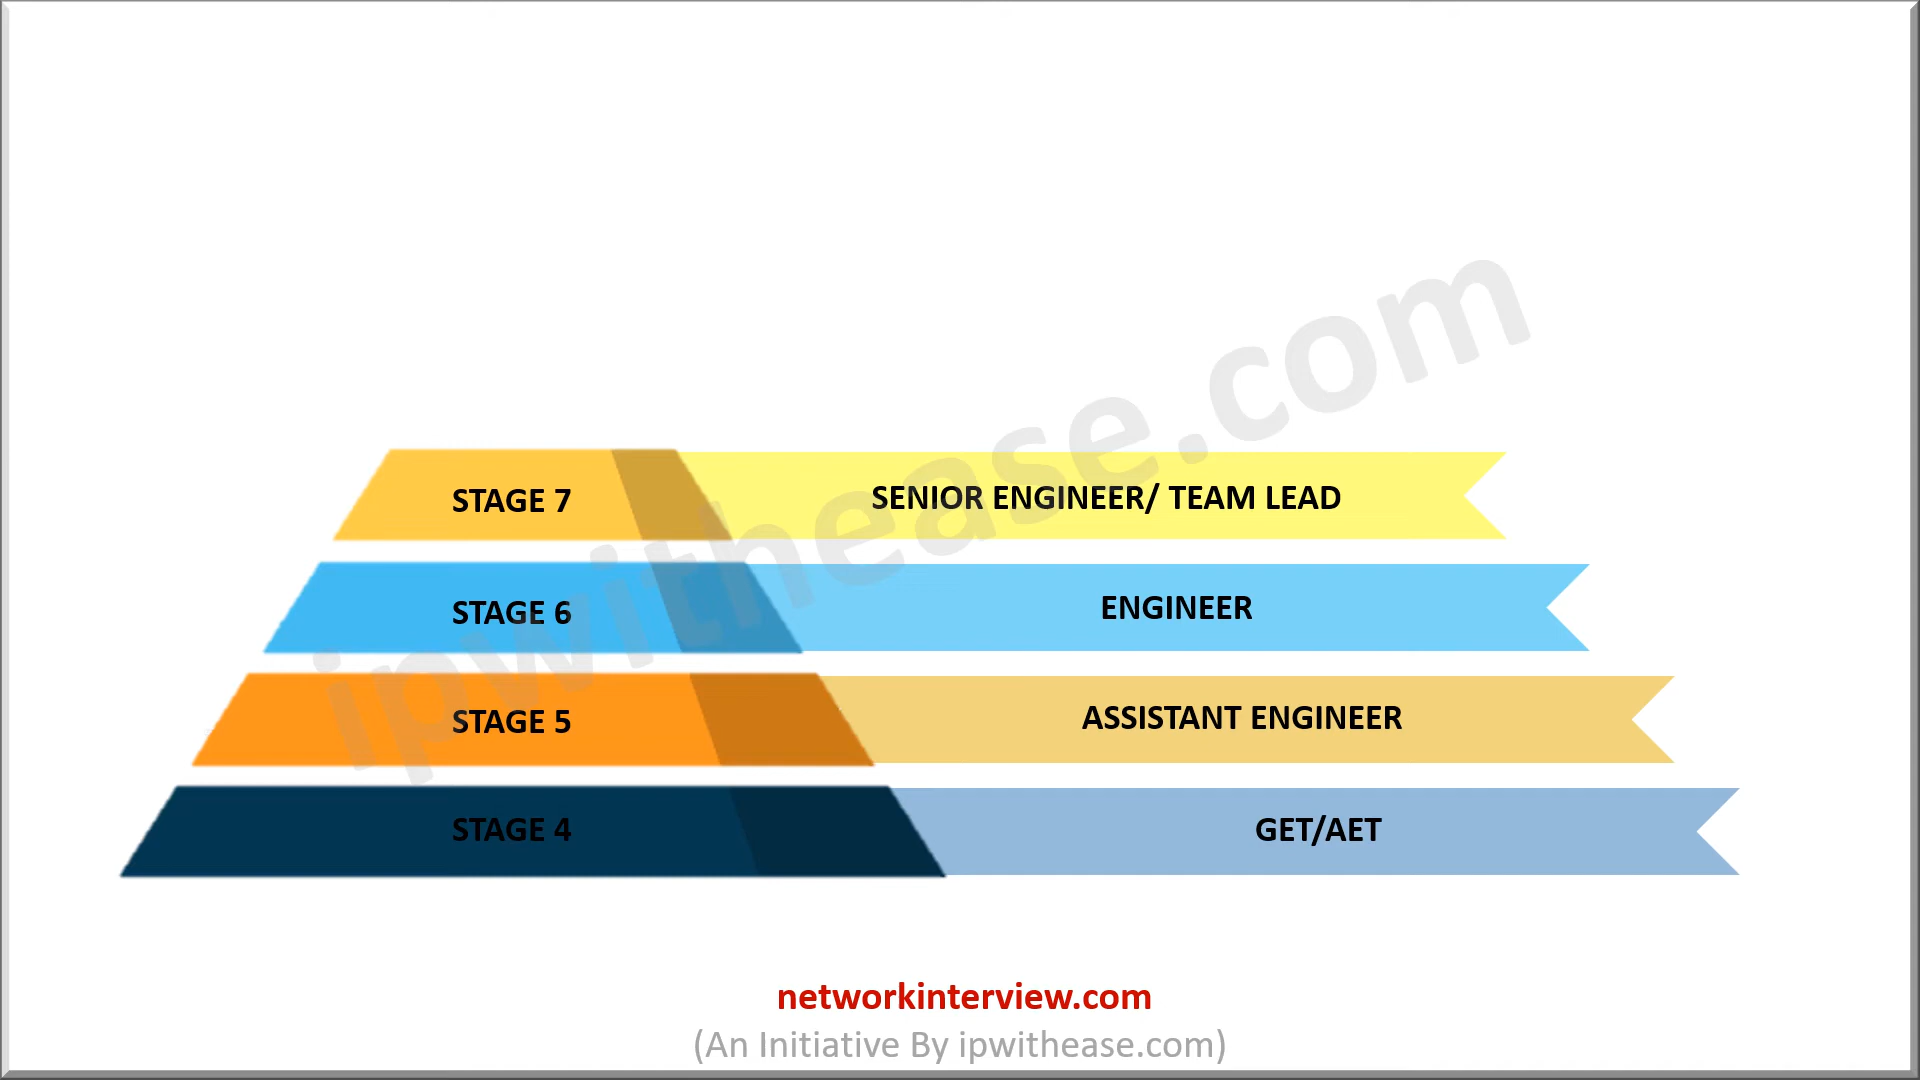 STAGE 7
SENIOR ENGINEER/ TEAM LEAD
STAGE 6
ENGINEER
STAGE 5
ASSISTANT ENGINEER
STAGE 4
GET/AET
ipwithease.com
networkinterview.com
(An Initiative By ipwithease.com)